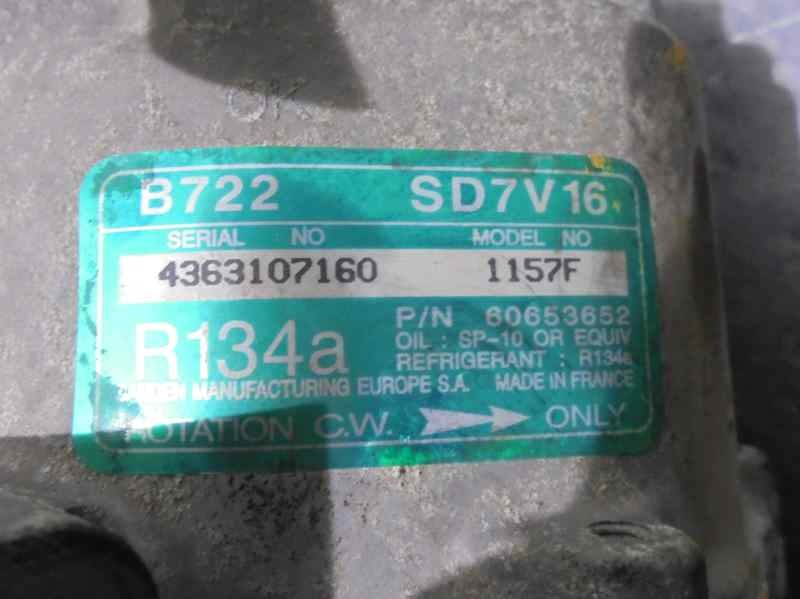 OK
B722 SD7V16
SERIAL NO MODEL NO
4363107160 1157F
R134a P/N 60653652
OIL : SP-10 OR EQUIV
REFRIGERANT : R134a
MANUFACTURING EUROPE S.A. MADE IN FRANCE
ROTATION C.W. ONLY